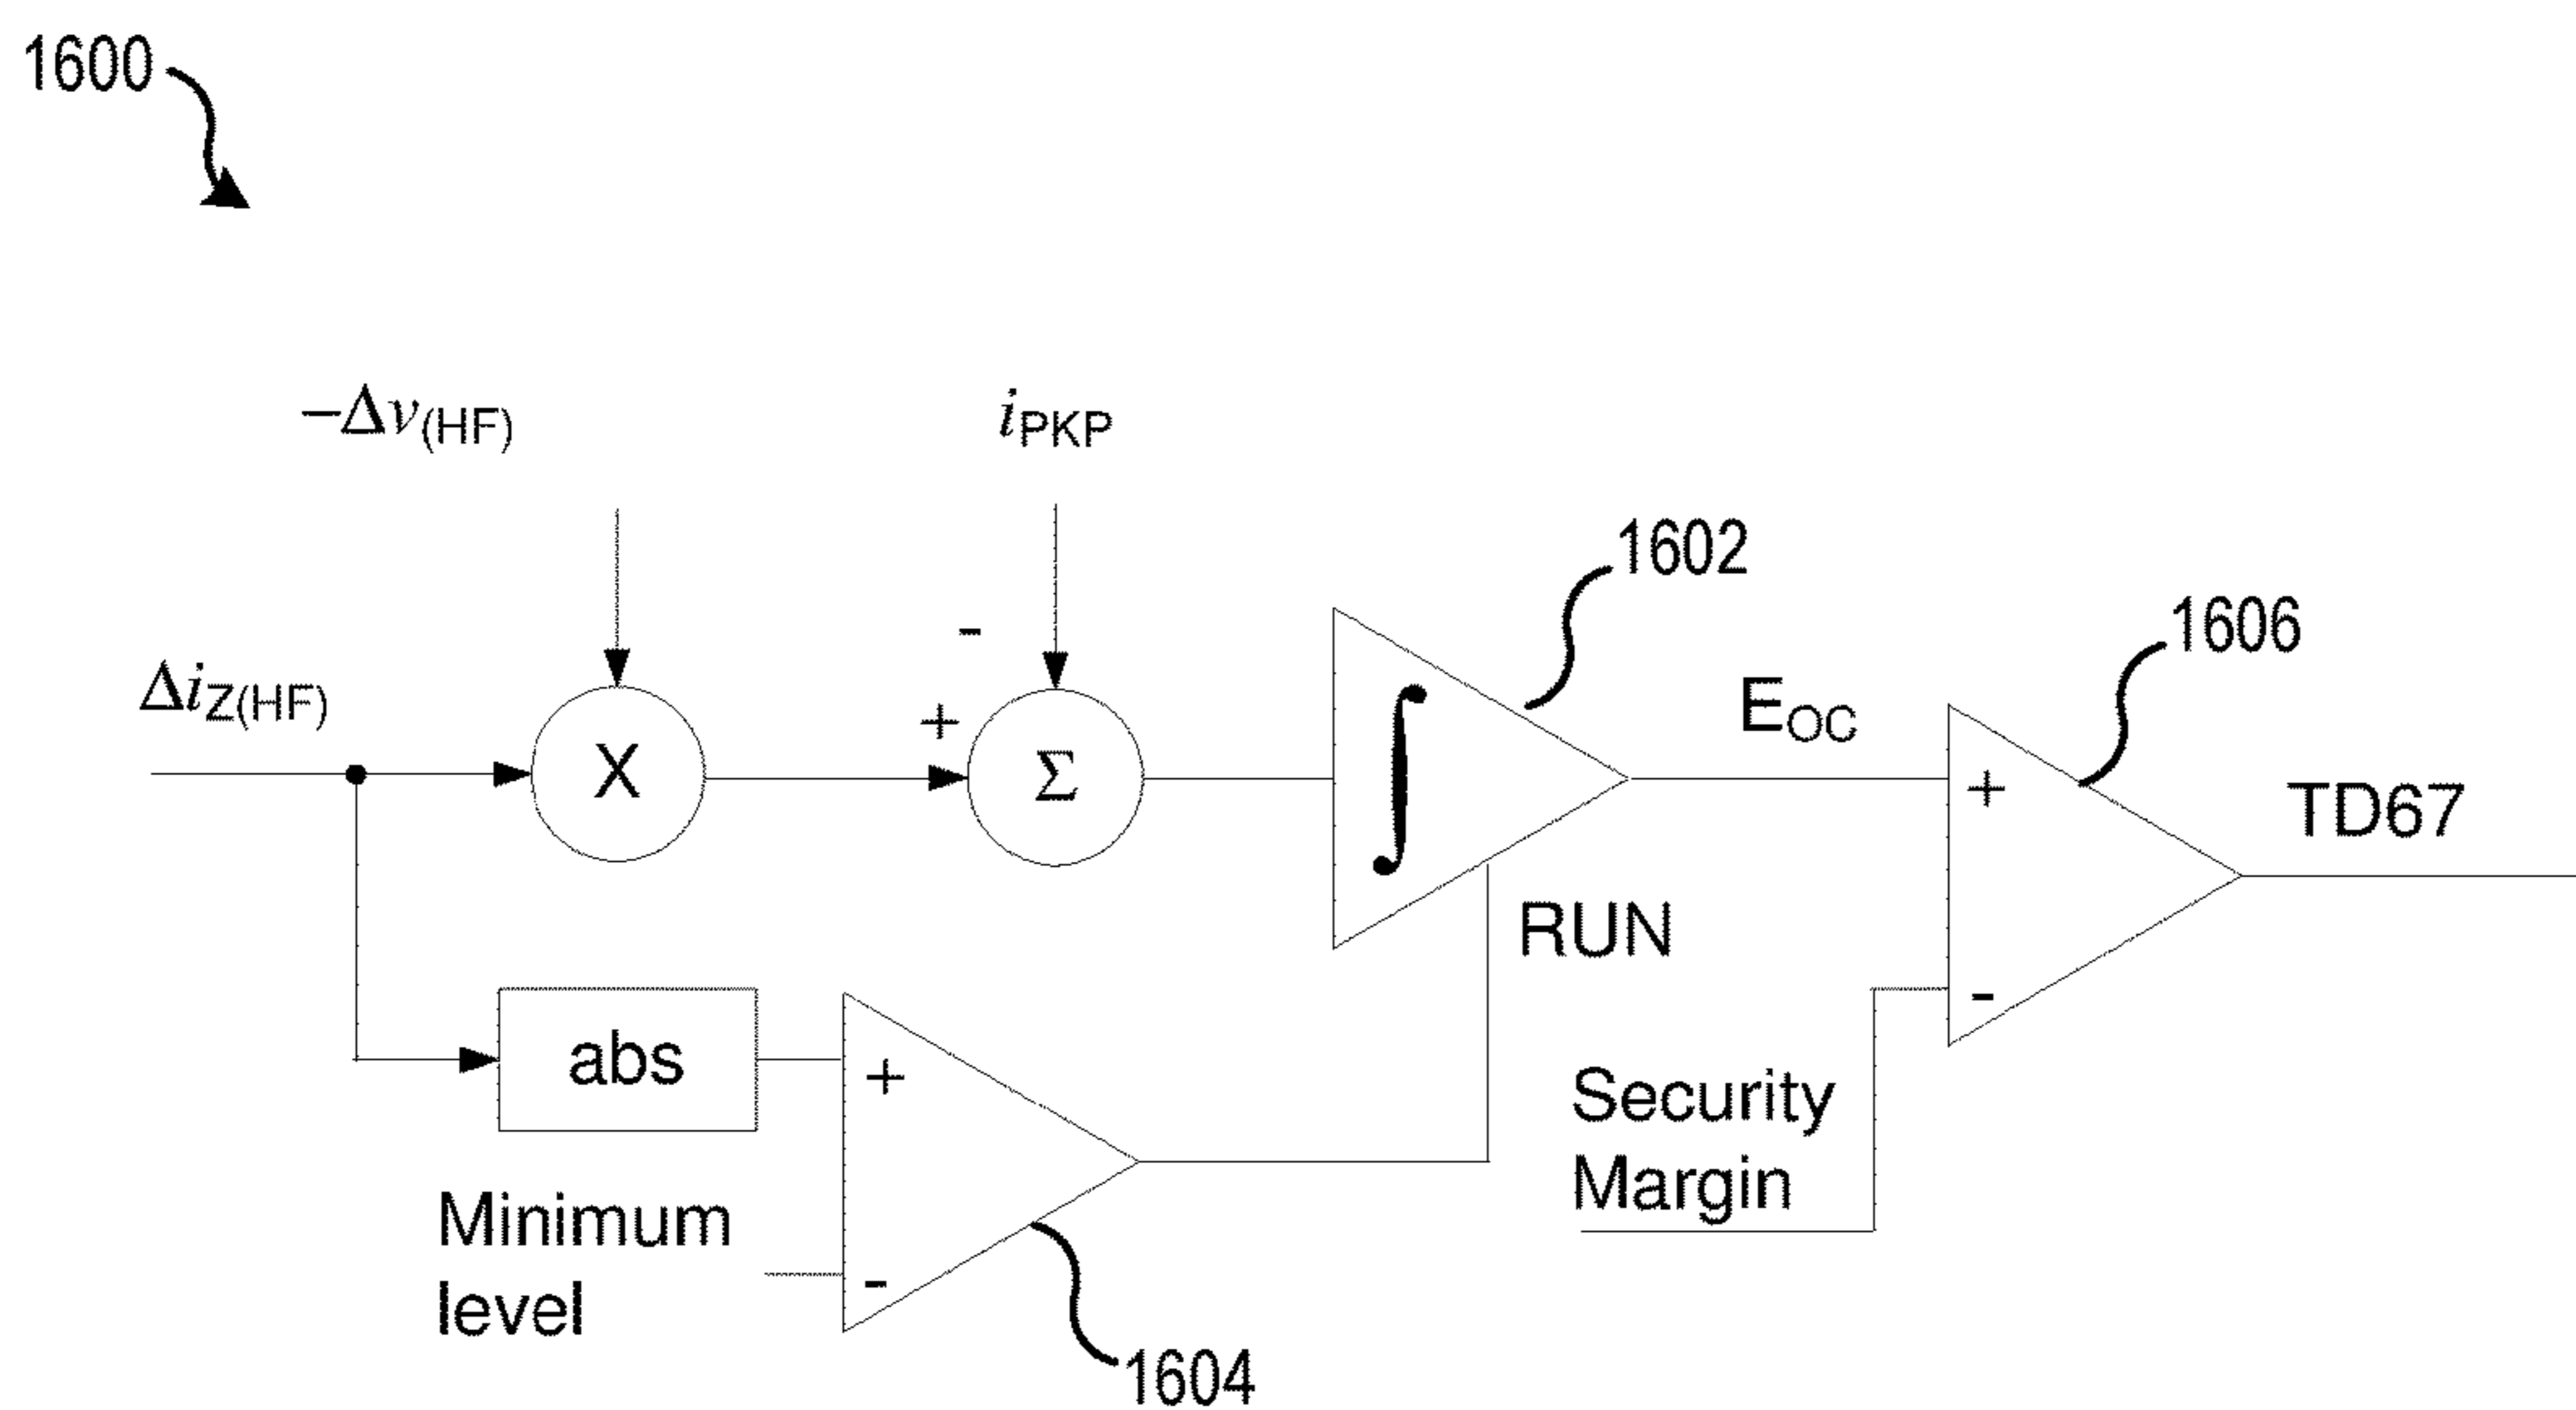 1600
−Δv(HF)
iPKP
1602
1606
-
ΔiZ(HF)
+
EOC
X
Σ
∫
+
TD67
RUN
-
abs
+
Security
Margin
Minimum
level
-
1604